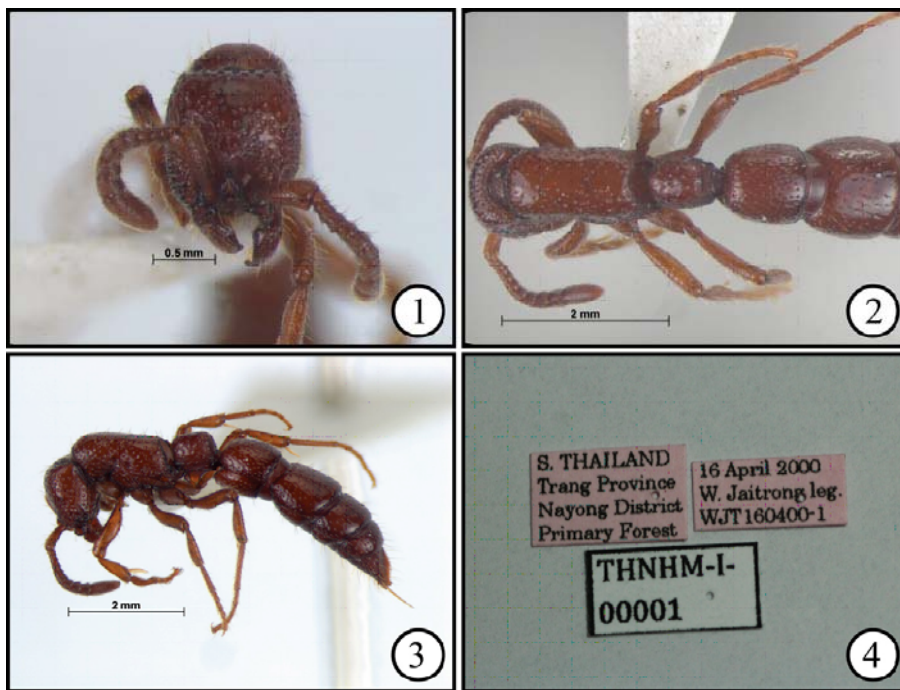 0.5 mm
1
2 mm
2
2 mm
3
S. THAILAND
Trang Province
Nayong District
Primary Forest
16 April 2000
W. Jaitrong leg.
WJT160400-1
THNHM-I-
00001
4